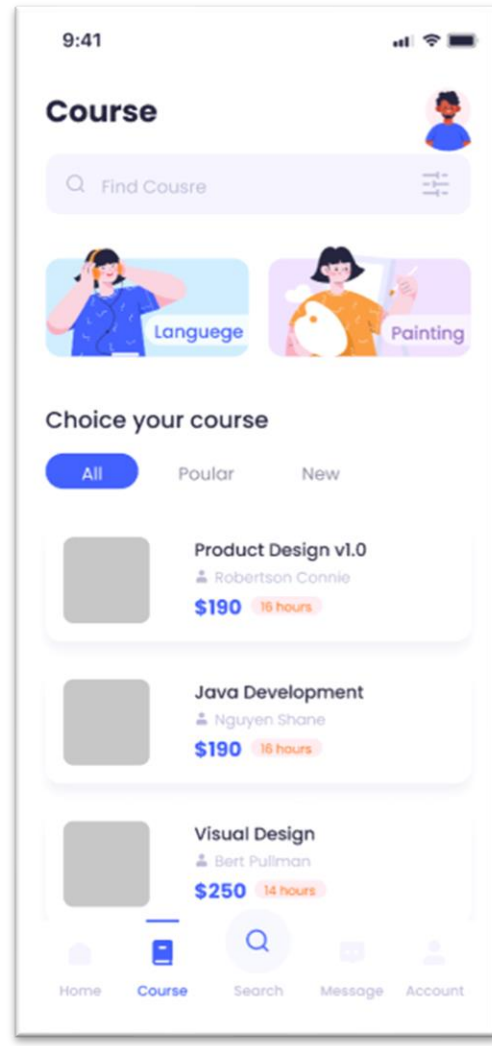 9:41
Course
Find Cousre
Languege
Painting
Choice your course
All Poular New
Product Design v1.0
Robertson Connie
$190 16 hours
Java Development
Nguyen Shane
$190 16 hours
Visual Design
Bert Pullman
$250 14 hours
Home Course Search Message Account